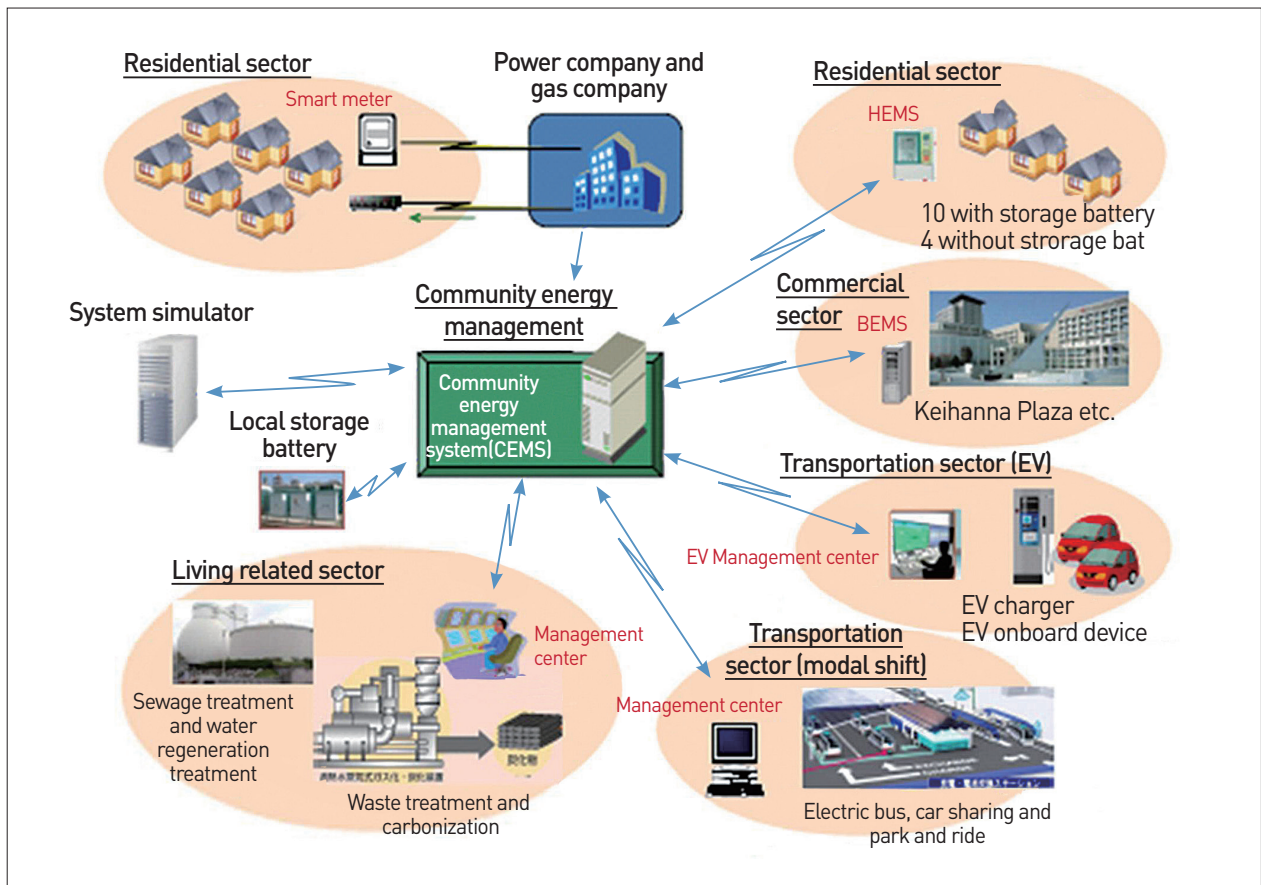 Residential sector
Smart meter
Power company and
gas company
Residential sector
HEMS
10 with storage battery
4 without strorage bat
System simulator
Community energy
management
Community
energy
management
system(CEMS)
Commercial
sector
BEMS
Keihanna Plaza etc.
Local storage
battery
Transportation sector (EV)
EV Management center
EV charger
EV onboard device
Living related sector
Management
center
Sewage treatment
and water
regeneration
treatment
炭化物
Waste treatment and
carbonization
Transportation
sector (modal shift)
Management center
Electric bus, car sharing and
park and ride